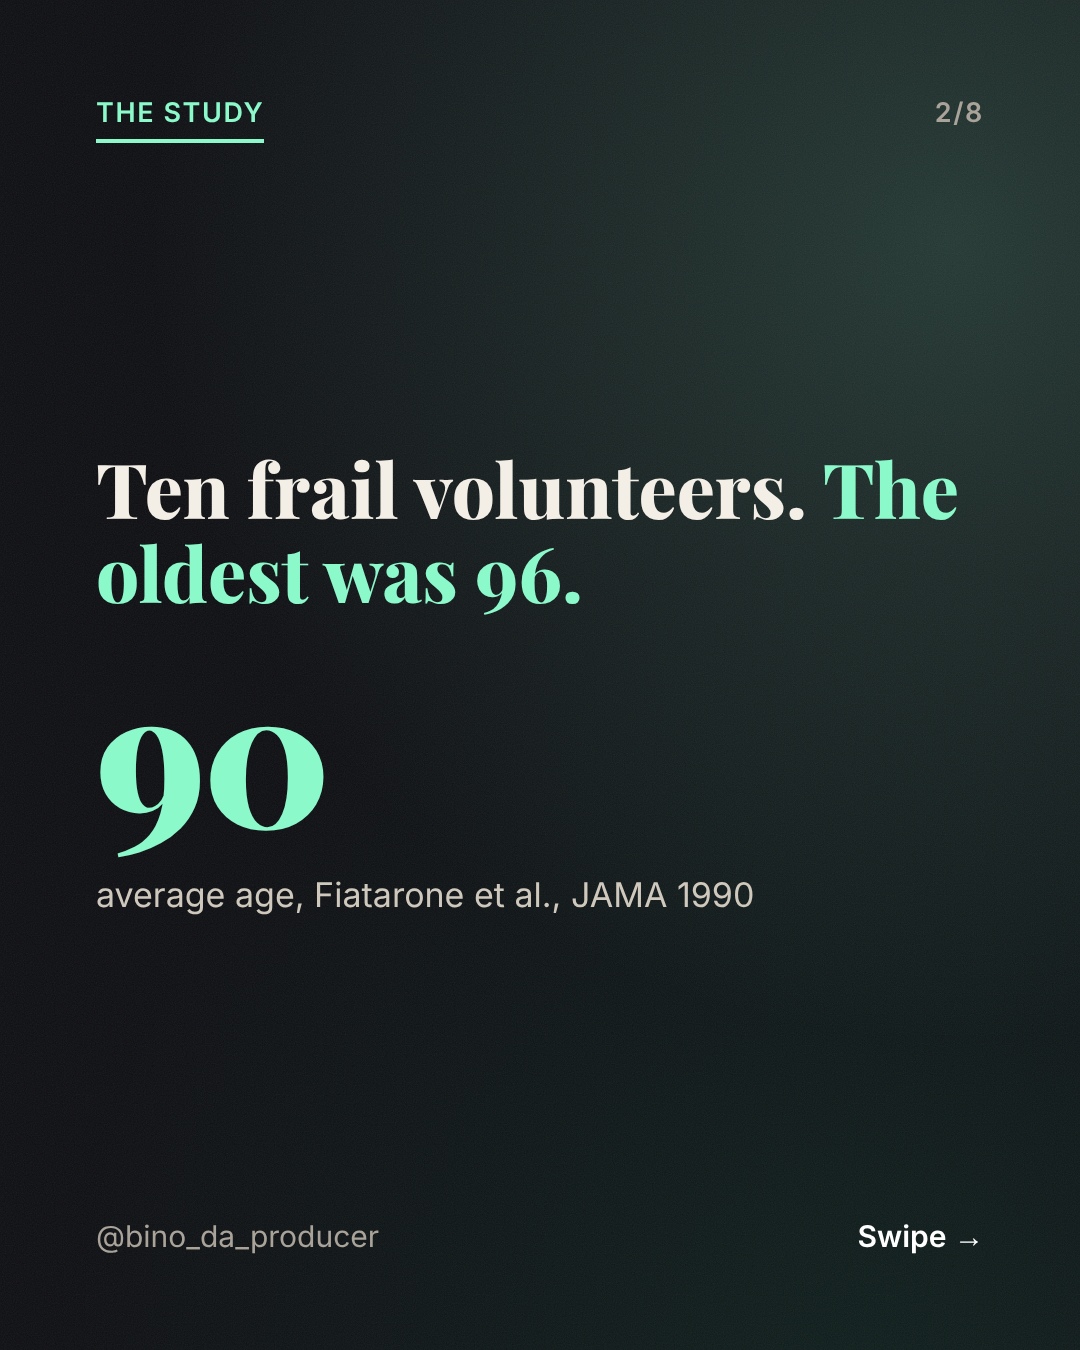 THE STUDY
2/8
Ten frail volunteers. The
oldest was 96.
90
average age, Fiatarone et al., JAMA 1990
@bino_da_producer
Swipe →